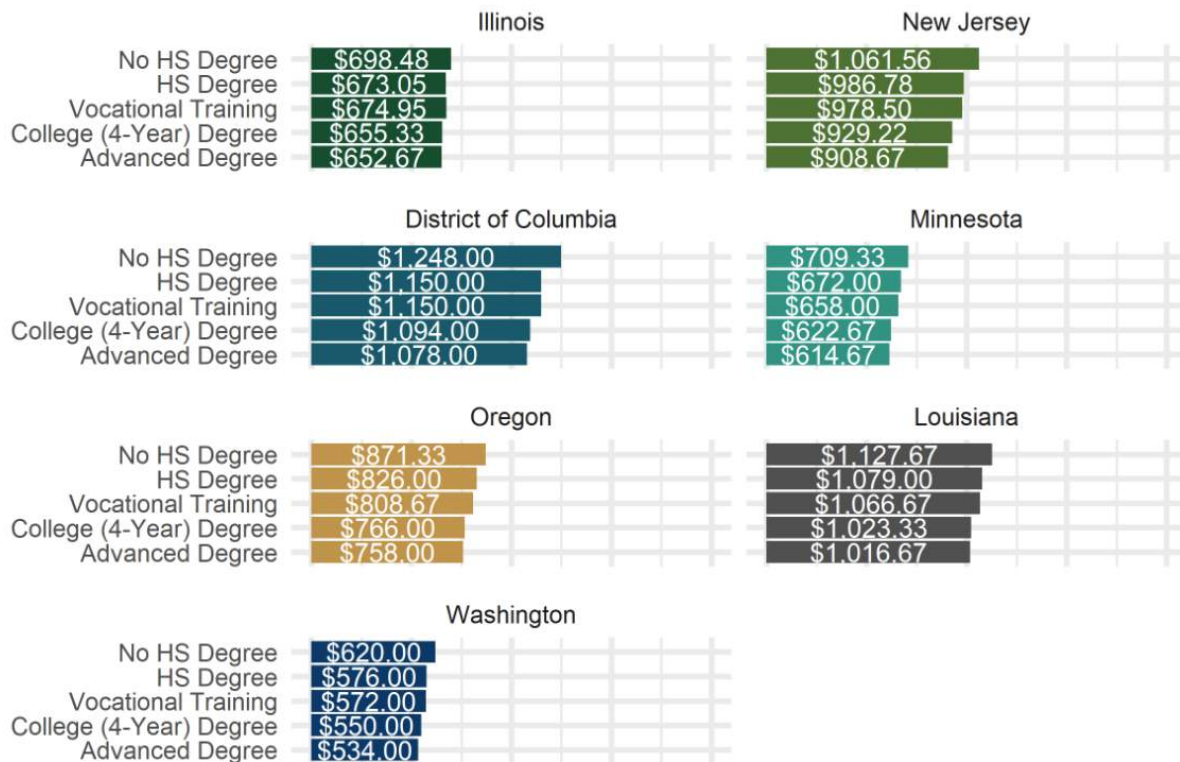 Illinois
New Jersey
No HS Degree $698.48 $1,061.56
HS Degree $673.05 $986.78
Vocational Training $674.95 $978.50
College (4-Year) Degree $655.33 $929.22
Advanced Degree $652.67 $908.67
District of Columbia
Minnesota
No HS Degree $1,248.00 $709.33
HS Degree $1,150.00 $672.00
Vocational Training $1,150.00 $658.00
College (4-Year) Degree $1,094.00 $622.67
Advanced Degree $1,078.00 $614.67
Oregon
Louisiana
No HS Degree $871.33 $1,127.67
HS Degree $826.00 $1,079.00
Vocational Training $808.67 $1,066.67
College (4-Year) Degree $766.00 $1,023.33
Advanced Degree $758.00 $1,016.67
Washington
No HS Degree $620.00
HS Degree $576.00
Vocational Training $572.00
College (4-Year) Degree $550.00
Advanced Degree $534.00